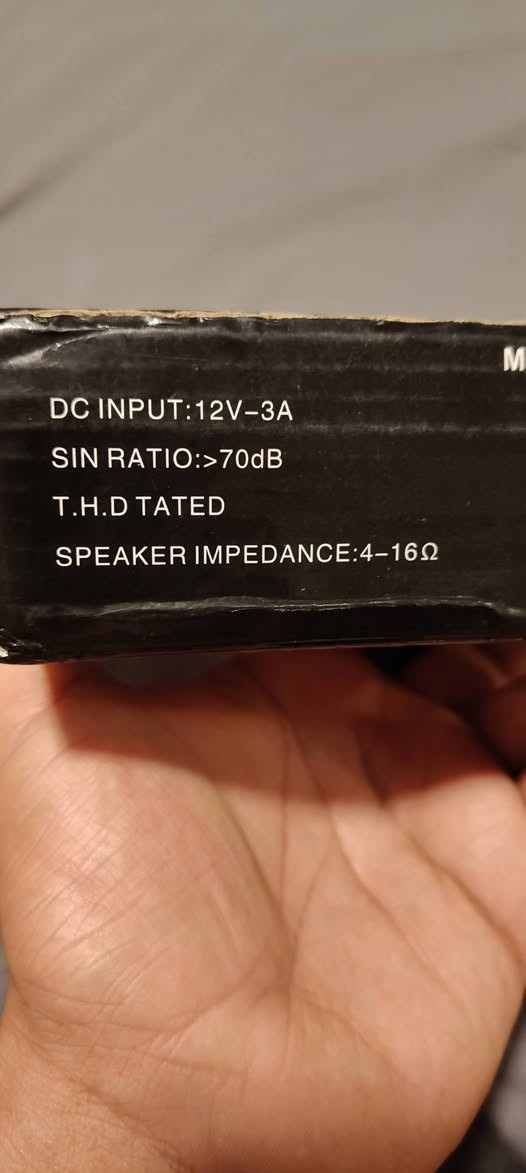 M
DC INPUT:12V-3A
SIN RATIO:>70dB
T.H.D TATED
SPEAKER IMPEDANCE:4-16Ω